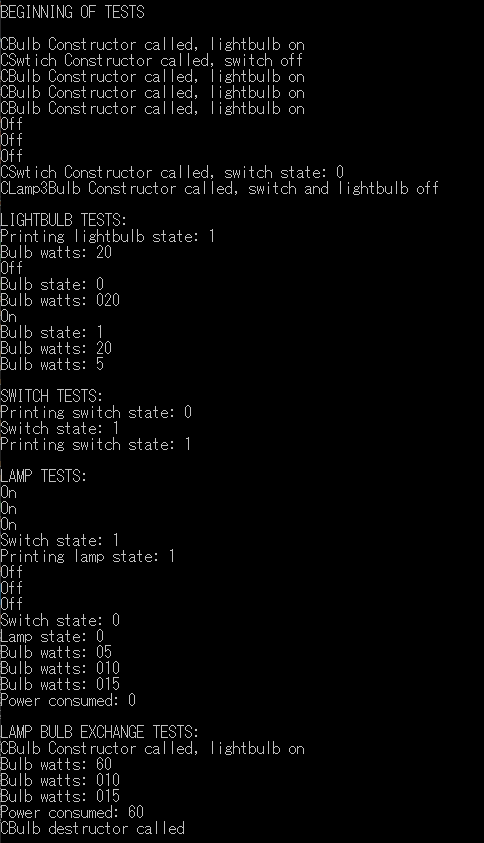 BEGINNING OF TESTS
CBulb Constructor called, lightbulb on
CSwtich Constructor called, switch off
CBulb Constructor called, lightbulb on
CBulb Constructor called, lightbulb on
CBulb Constructor called, lightbulb on
Off
Off
Off
CSwtich Constructor called, switch state: 0
CLamp3Bulb Constructor called, switch and lightbulb off
LIGHTBULB TESTS:
Printing lightbulb state: 1
Bulb watts: 20
Off
Bulb state: 0
Bulb watts: 020
On
Bulb state: 1
Bulb watts: 20
Bulb watts: 5
SWITCH TESTS:
Printing switch state: 0
Switch state: 1
Printing switch state: 1
LAMP TESTS:
On
On
On
Switch state: 1
Printing lamp state: 1
Off
Off
Off
Switch state: 0
Lamp state: 0
Bulb watts: 05
Bulb watts: 010
Bulb watts: 015
Power consumed: 0
LAMP BULB EXCHANGE TESTS:
CBulb Constructor called, lightbulb on
Bulb watts: 60
Bulb watts: 010
Bulb watts: 015
Power consumed: 60
CBulb destructor called